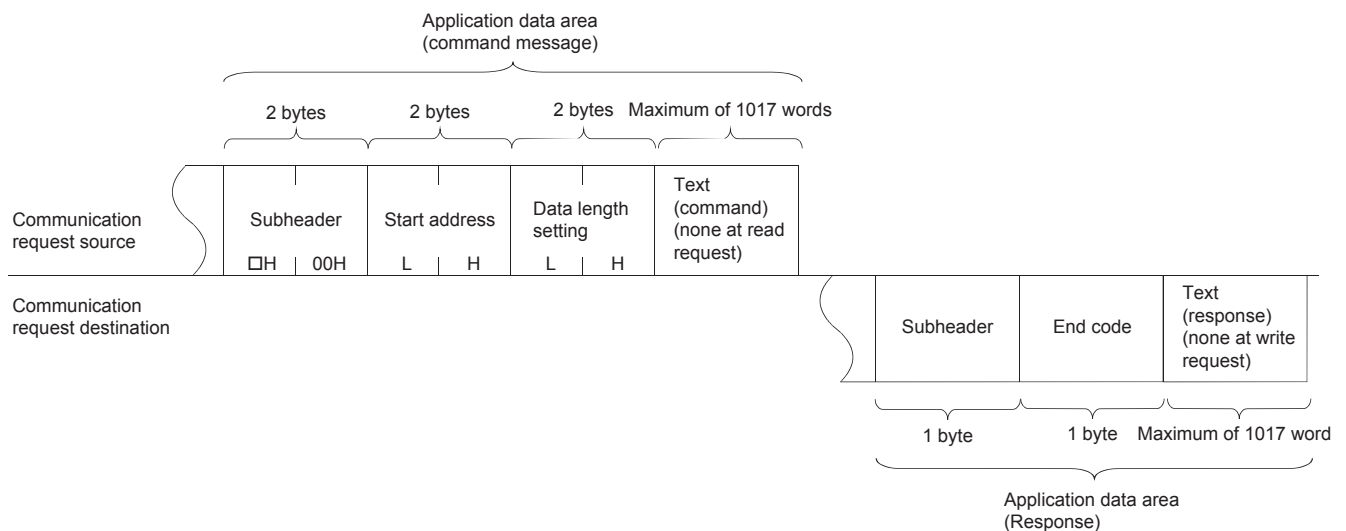 Application data area
(command message)
2 bytes
2 bytes
2 bytes
Maximum of 1017 words
Communication
request source
Subheader
□H
00H
Start address
L
H
Data length
setting
L
H
Text
(command)
(none at read
request)
Communication
request destination
Subheader
End code
Text
(response)
(none at write
request)
1 byte
1 byte
Maximum of 1017 word
Application data area
(Response)